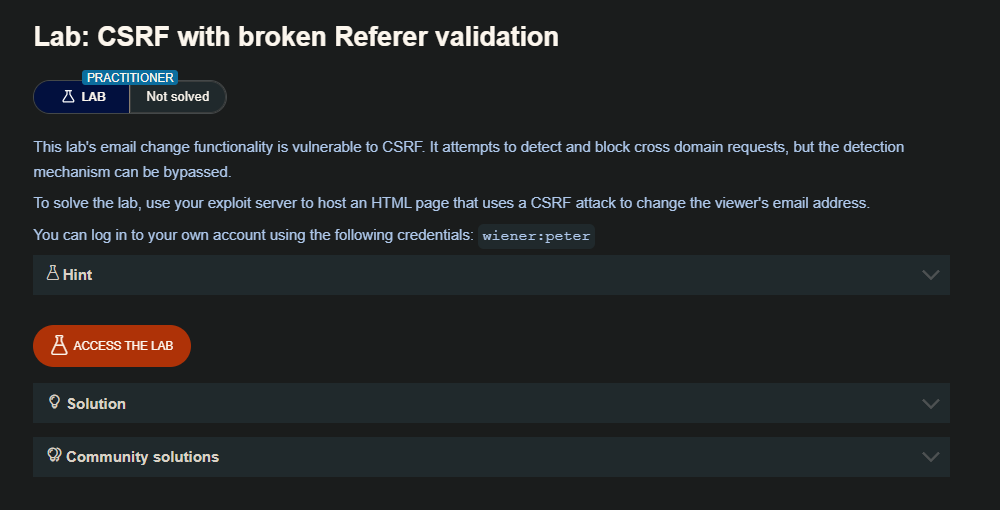 Lab: CSRF with broken Referer validation
PRACTITIONER
LAB
Not solved
This lab's email change functionality is vulnerable to CSRF. It attempts to detect and block cross domain requests, but the detection
mechanism can be bypassed.
To solve the lab, use your exploit server to host an HTML page that uses a CSRF attack to change the viewer's email address.
You can log in to your own account using the following credentials: wiener:peter
Hint
ACCESS THE LAB
Solution
Community solutions